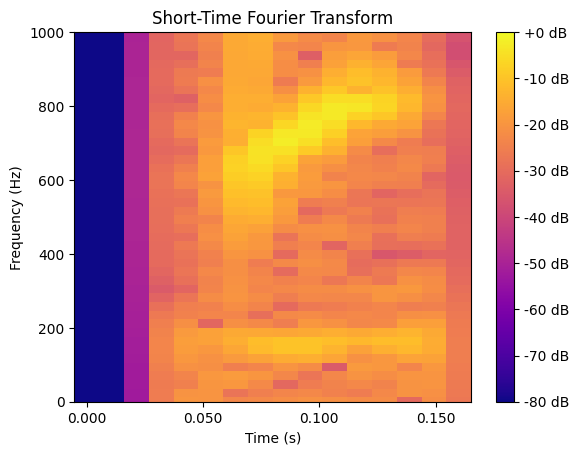 Short-Time Fourier Transform
1000
800
600
400
200
0
Frequency (Hz)
0.000
0.050
0.100
0.150
Time (s)
+0 dB
-10 dB
-20 dB
-30 dB
-40 dB
-50 dB
-60 dB
-70 dB
-80 dB